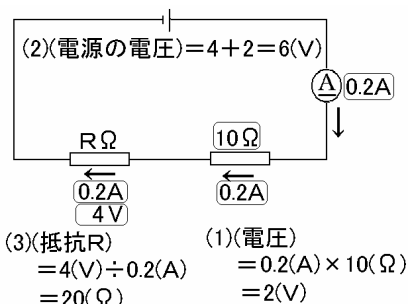 (2)(電源の電圧)=4+2=6(V)
A 0.2A
RΩ 10Ω
0.2A 0.2A
4V
(3)(抵抗R) (1)(電圧)
=4(V)÷0.2(A) =0.2(A)×10(Ω)
=20(Ω) =2(V)